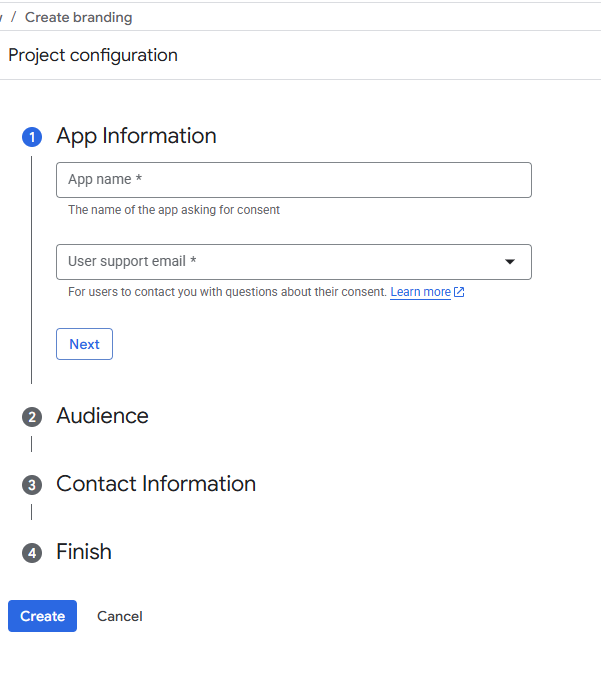 / Create branding
Project configuration
1 App Information
App name *
The name of the app asking for consent
User support email *
For users to contact you with questions about their consent. Learn more
Next
2 Audience
3 Contact Information
4 Finish
Create Cancel